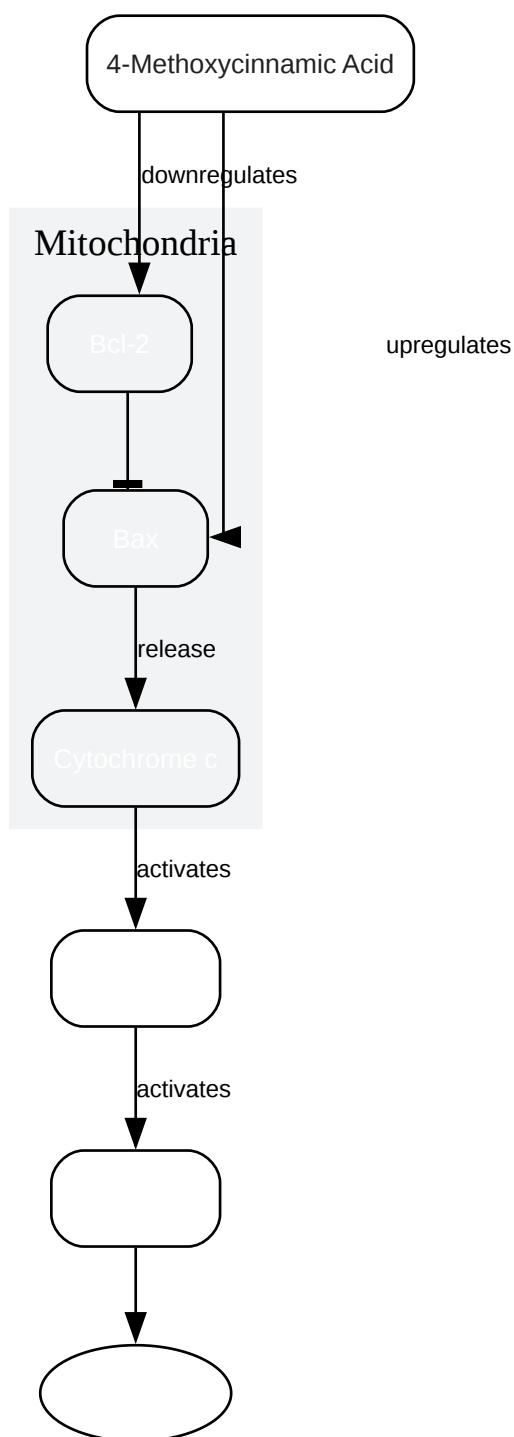 4-Methoxycinnamic Acid
downregulates
Mitochondria
Bcl-2
upregulates
Bax
release
Cytochrome c
activates
activates